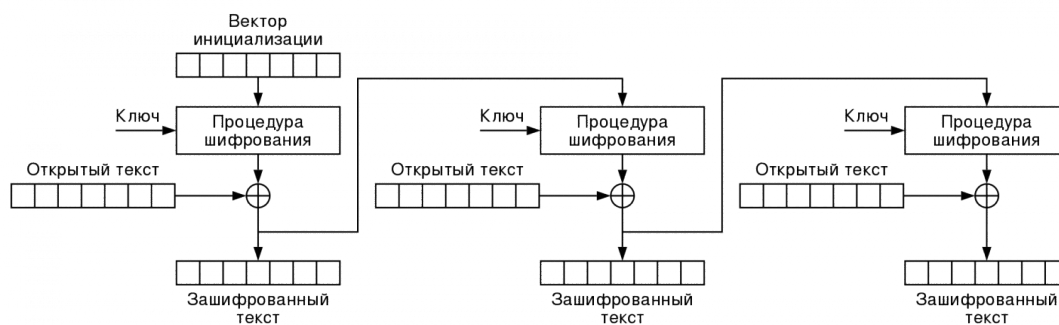 Вектор
инициализации
Ключ
Процедура
шифрования
Открытый текст
Зашифрованный
текст
Ключ
Процедура
шифрования
Открытый текст
Зашифрованный
текст
Ключ
Процедура
шифрования
Открытый текст
Зашифрованный
текст